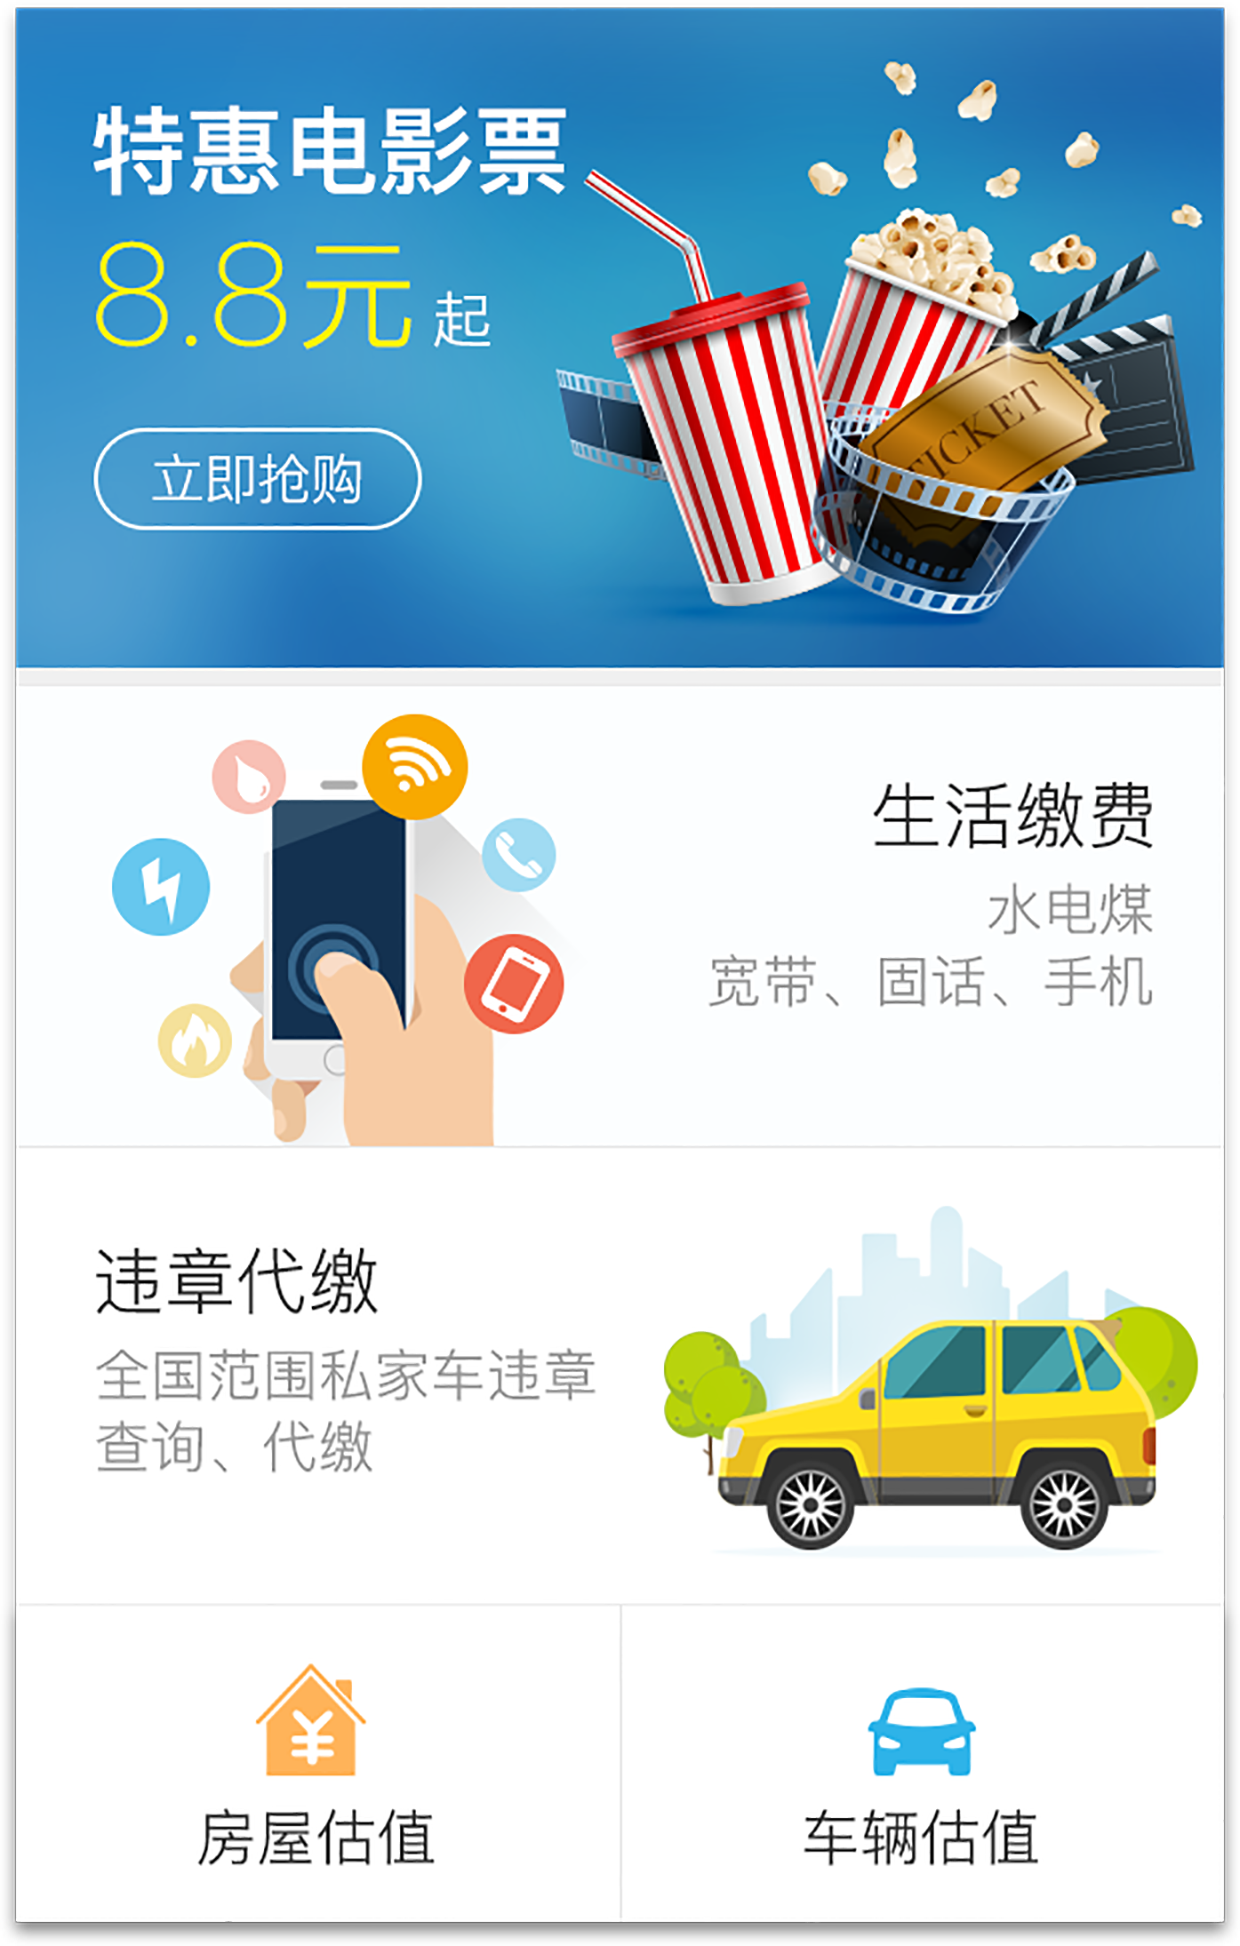 特惠电影票
8.8元起
立即抢购
TICKET
生活缴费
水电煤
宽带、固话、手机
违章代缴
全国范围私家车违章
查询、代缴
房屋估值
车辆估值